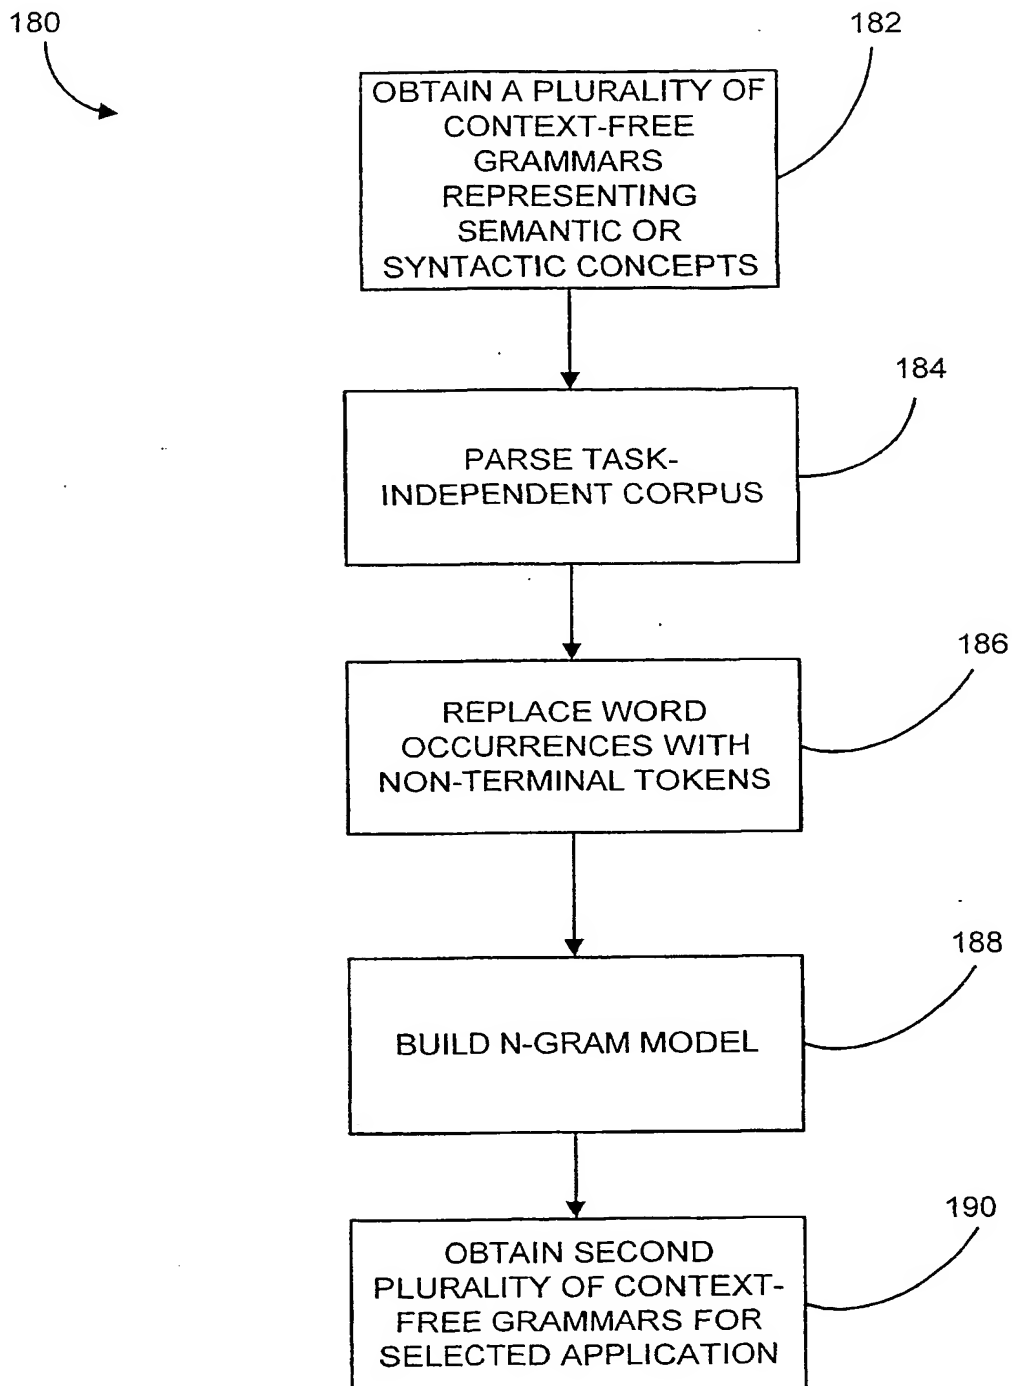 180
182
OBTAIN A PLURALITY OF
CONTEXT-FREE
GRAMMARS
REPRESENTING
SEMANTIC OR
SYNTACTIC CONCEPTS
184
PARSE TASK-
INDEPENDENT CORPUS
186
REPLACE WORD
OCCURRENCES WITH
NON-TERMINAL TOKENS
188
BUILD N-GRAM MODEL
190
OBTAIN SECOND
PLURALITY OF CONTEXT-
FREE GRAMMARS FOR
SELECTED APPLICATION